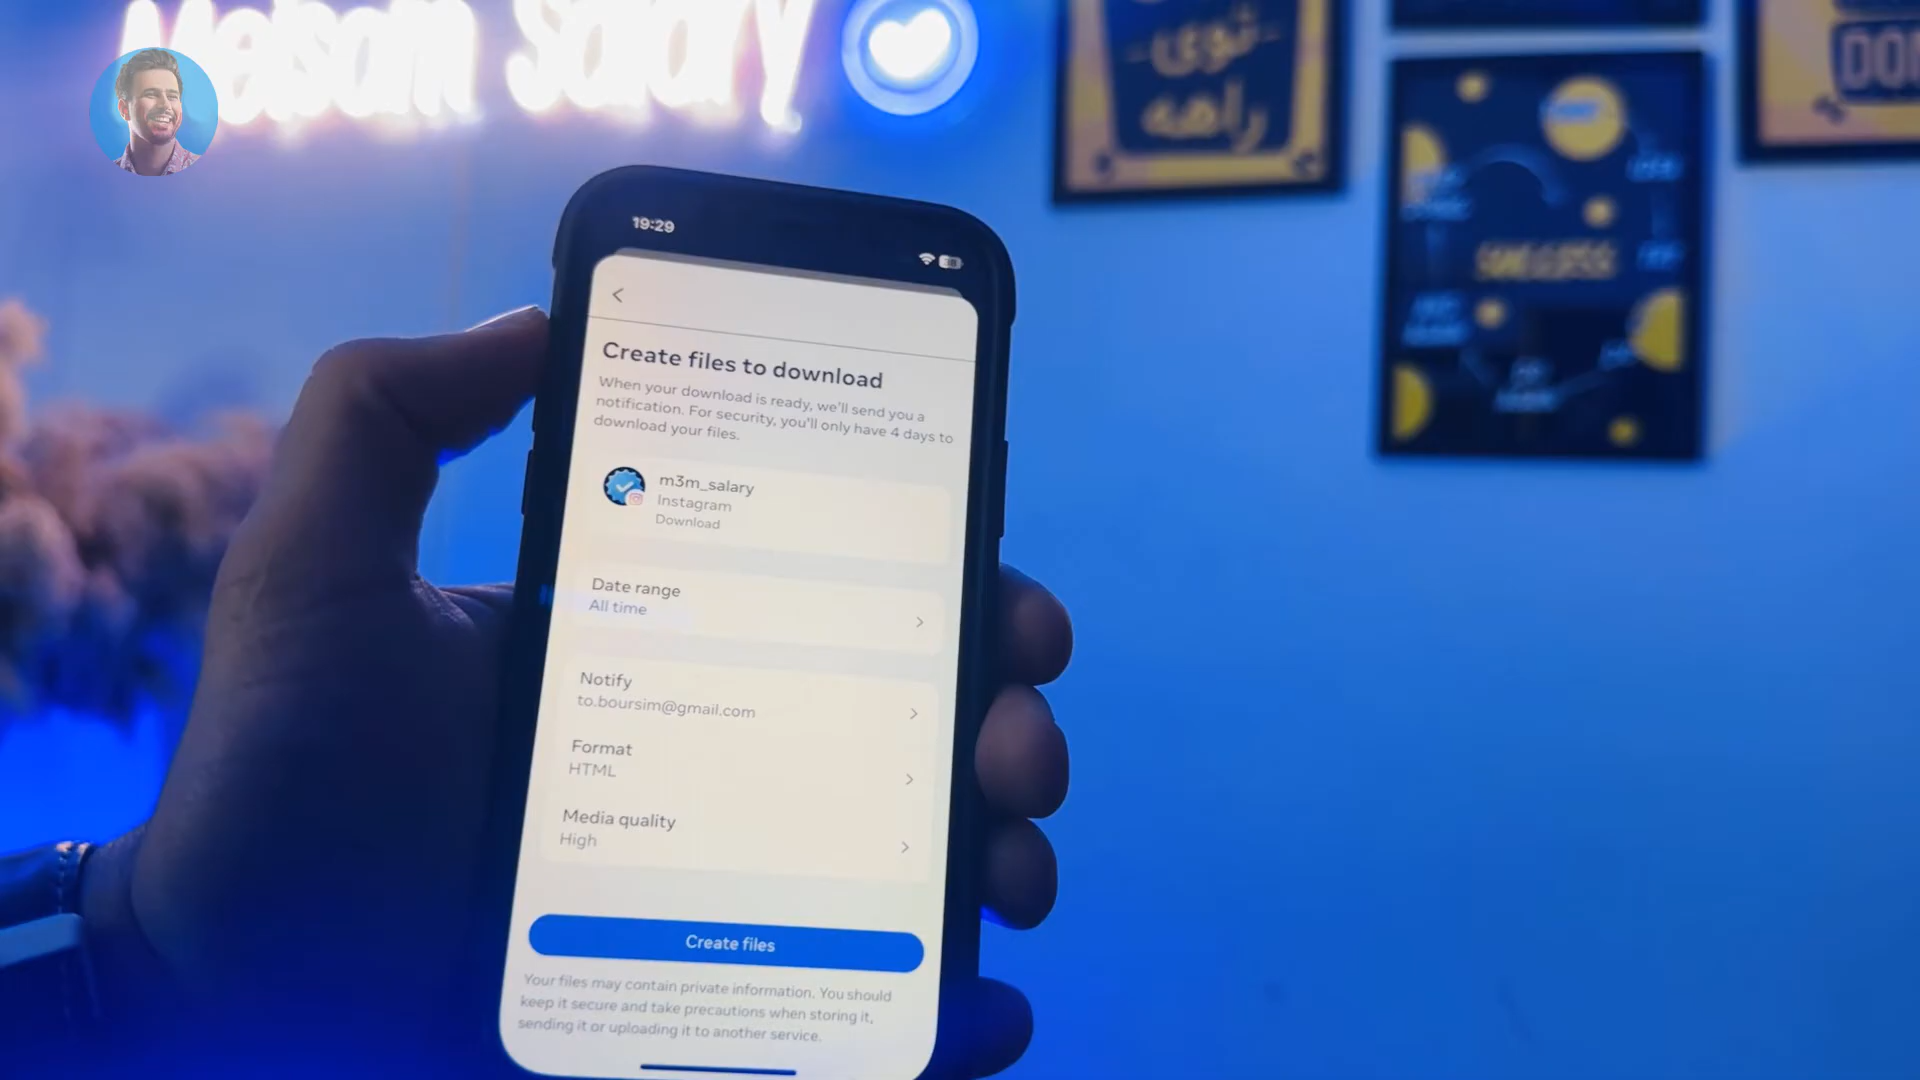 Meisam Salary
توی
راهه
DON
SUCCESS
19:29
Create files to download
When your download is ready, we'll send you a
notification. For security, you'll only have 4 days to
download your files.
m3m_salary
Instagram
Download
Date range
All time
Notify
to.boursim@gmail.com
Format
HTML
Media quality
High
Create files
Your files may contain private information. You should
keep it secure and take precautions when storing it,
sending it or uploading it to another service.